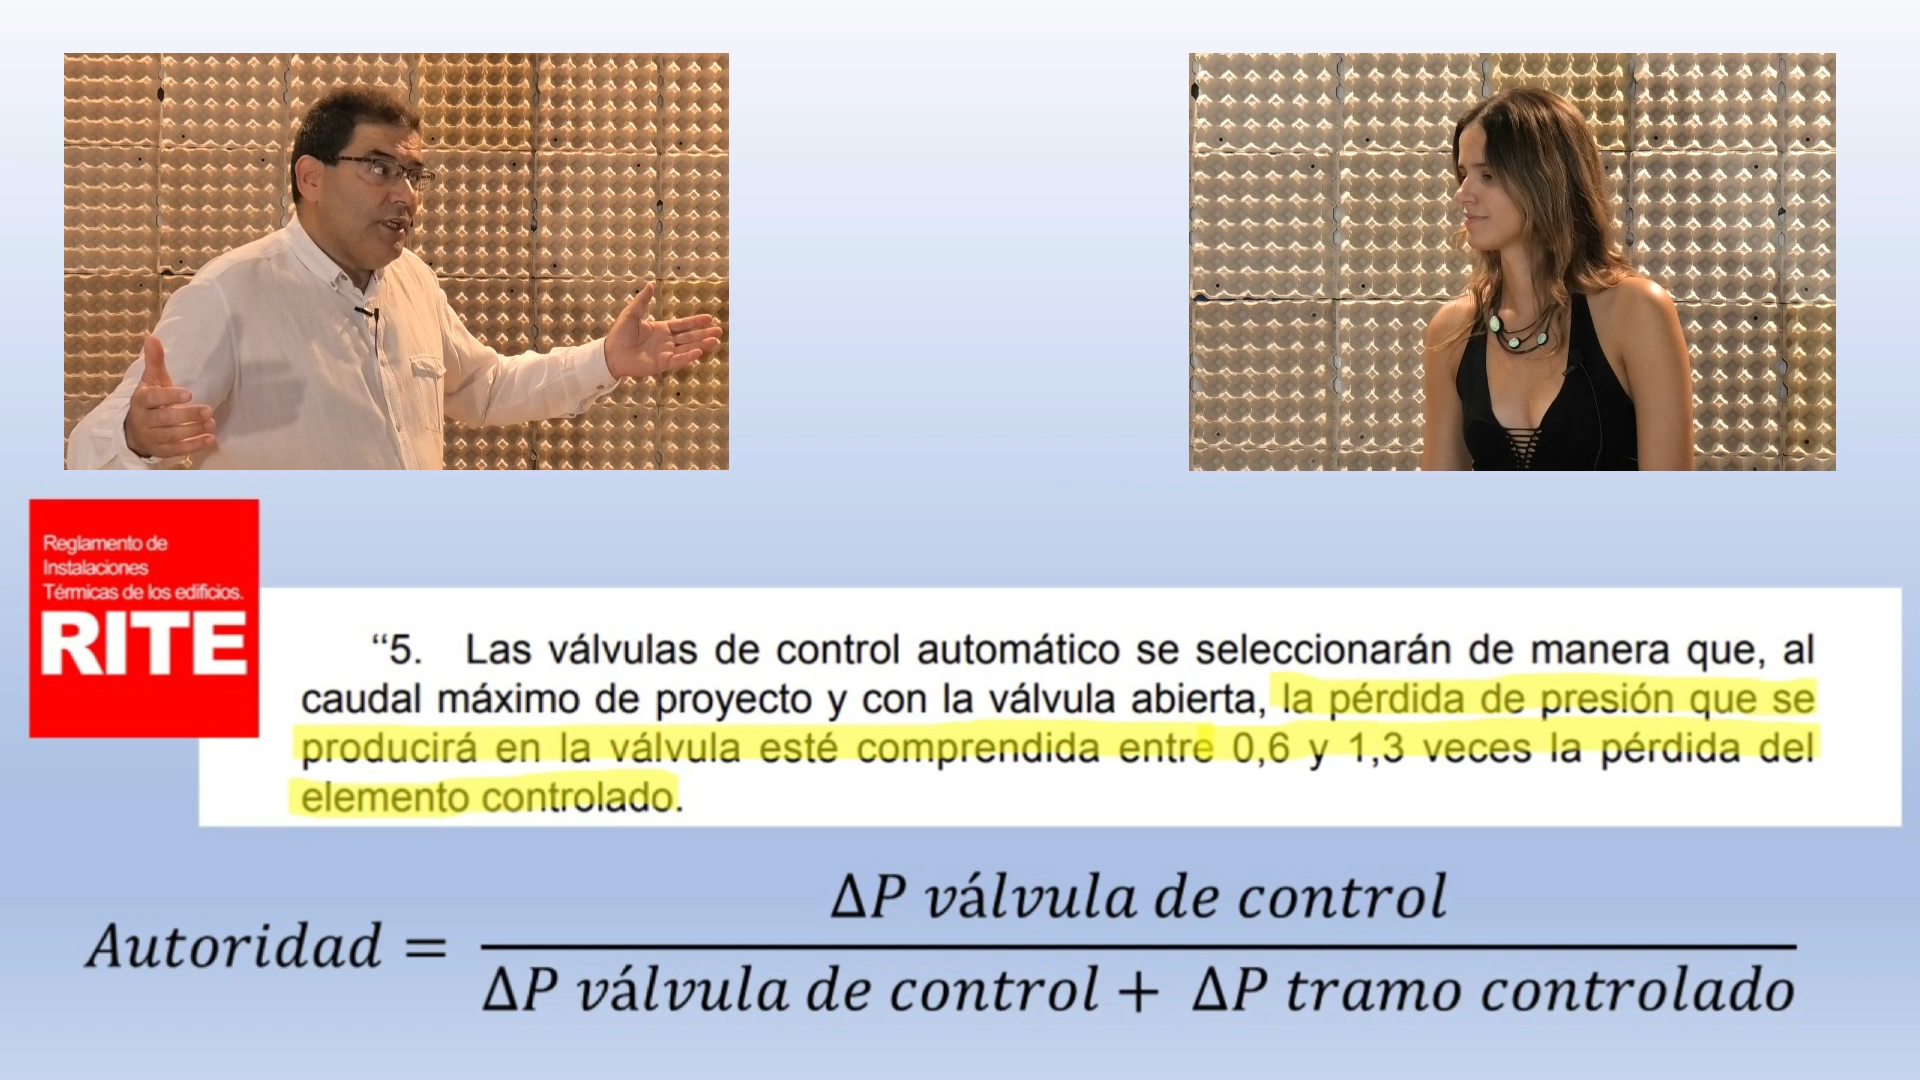 Reglamento de
Instalaciones
Térmicas de los edificios.
RITE
“5. Las válvulas de control automático se seleccionarán de manera que, al
caudal máximo de proyecto y con la válvula abierta, la pérdida de presión que se
producirá en la válvula esté comprendida entre 0,6 y 1,3 veces la pérdida del
elemento controlado.
ΔP válvula de control
Autoridad =
ΔP válvula de control + ΔP tramo controlado